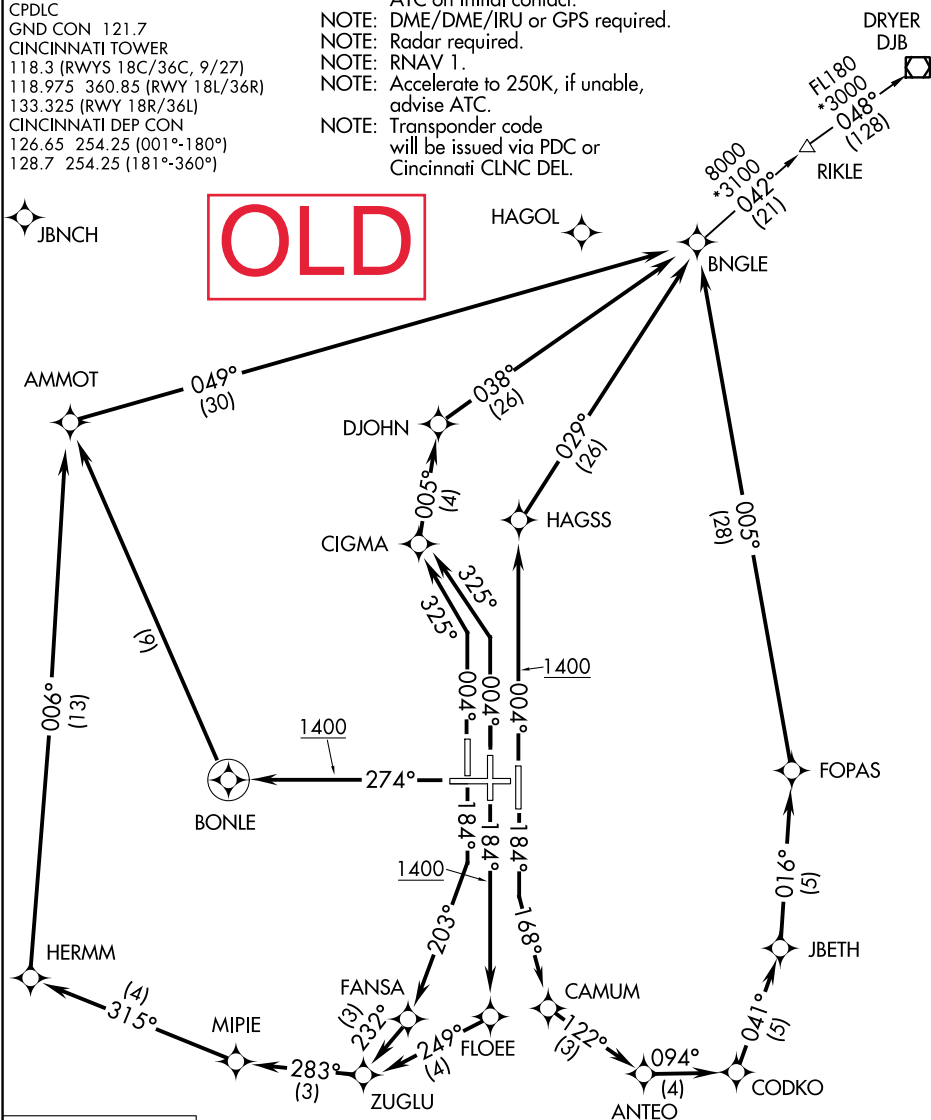 CPDLC
GND CON 121.7
CINCINNATI TOWER
118.3 (RWYS 18C/36C, 9/27)
118.975 360.85 (RWY 18L/36R)
133.325 (RWY 18R/36L)
CINCINNATI DEP CON
126.65 254.25 (001°-180°)
128.7 254.25 (181°-360°)
ATC on initial contact.
NOTE: DME/DME/IRU or GPS required.
NOTE: Radar required.
NOTE: RNAV 1.
NOTE: Accelerate to 250K, if unable,
advise ATC.
NOTE: Transponder code
will be issued via PDC or
Cincinnati CLNC DEL.
DRYER
DJB
FL180
*3000
048°
(128)
RIKLE
8000
*3100
042°
(21)
JBNCH
OLD
HAGOL
BNGLE
AMMOT
049°
(30)
DJOHN
038°
(26)
029°
(26)
005°
(4)
HAGSS
005°
(28)
CIGMA
325°
325°
(9)
006°
(13)
004°
004°
004°
1400
1400
274°
BONLE
FOPAS
184°
184°
184°
1400
016°
(5)
203°
168°
HERMM
JBETH
(4)
315°
FANSA
(3)
232°
CAMUM
041°
(5)
MIPIE
249°
(4)
FLOEE
122°
(3)
283°
(3)
ZUGLU
094°
(4)
CODKO
ANTEO